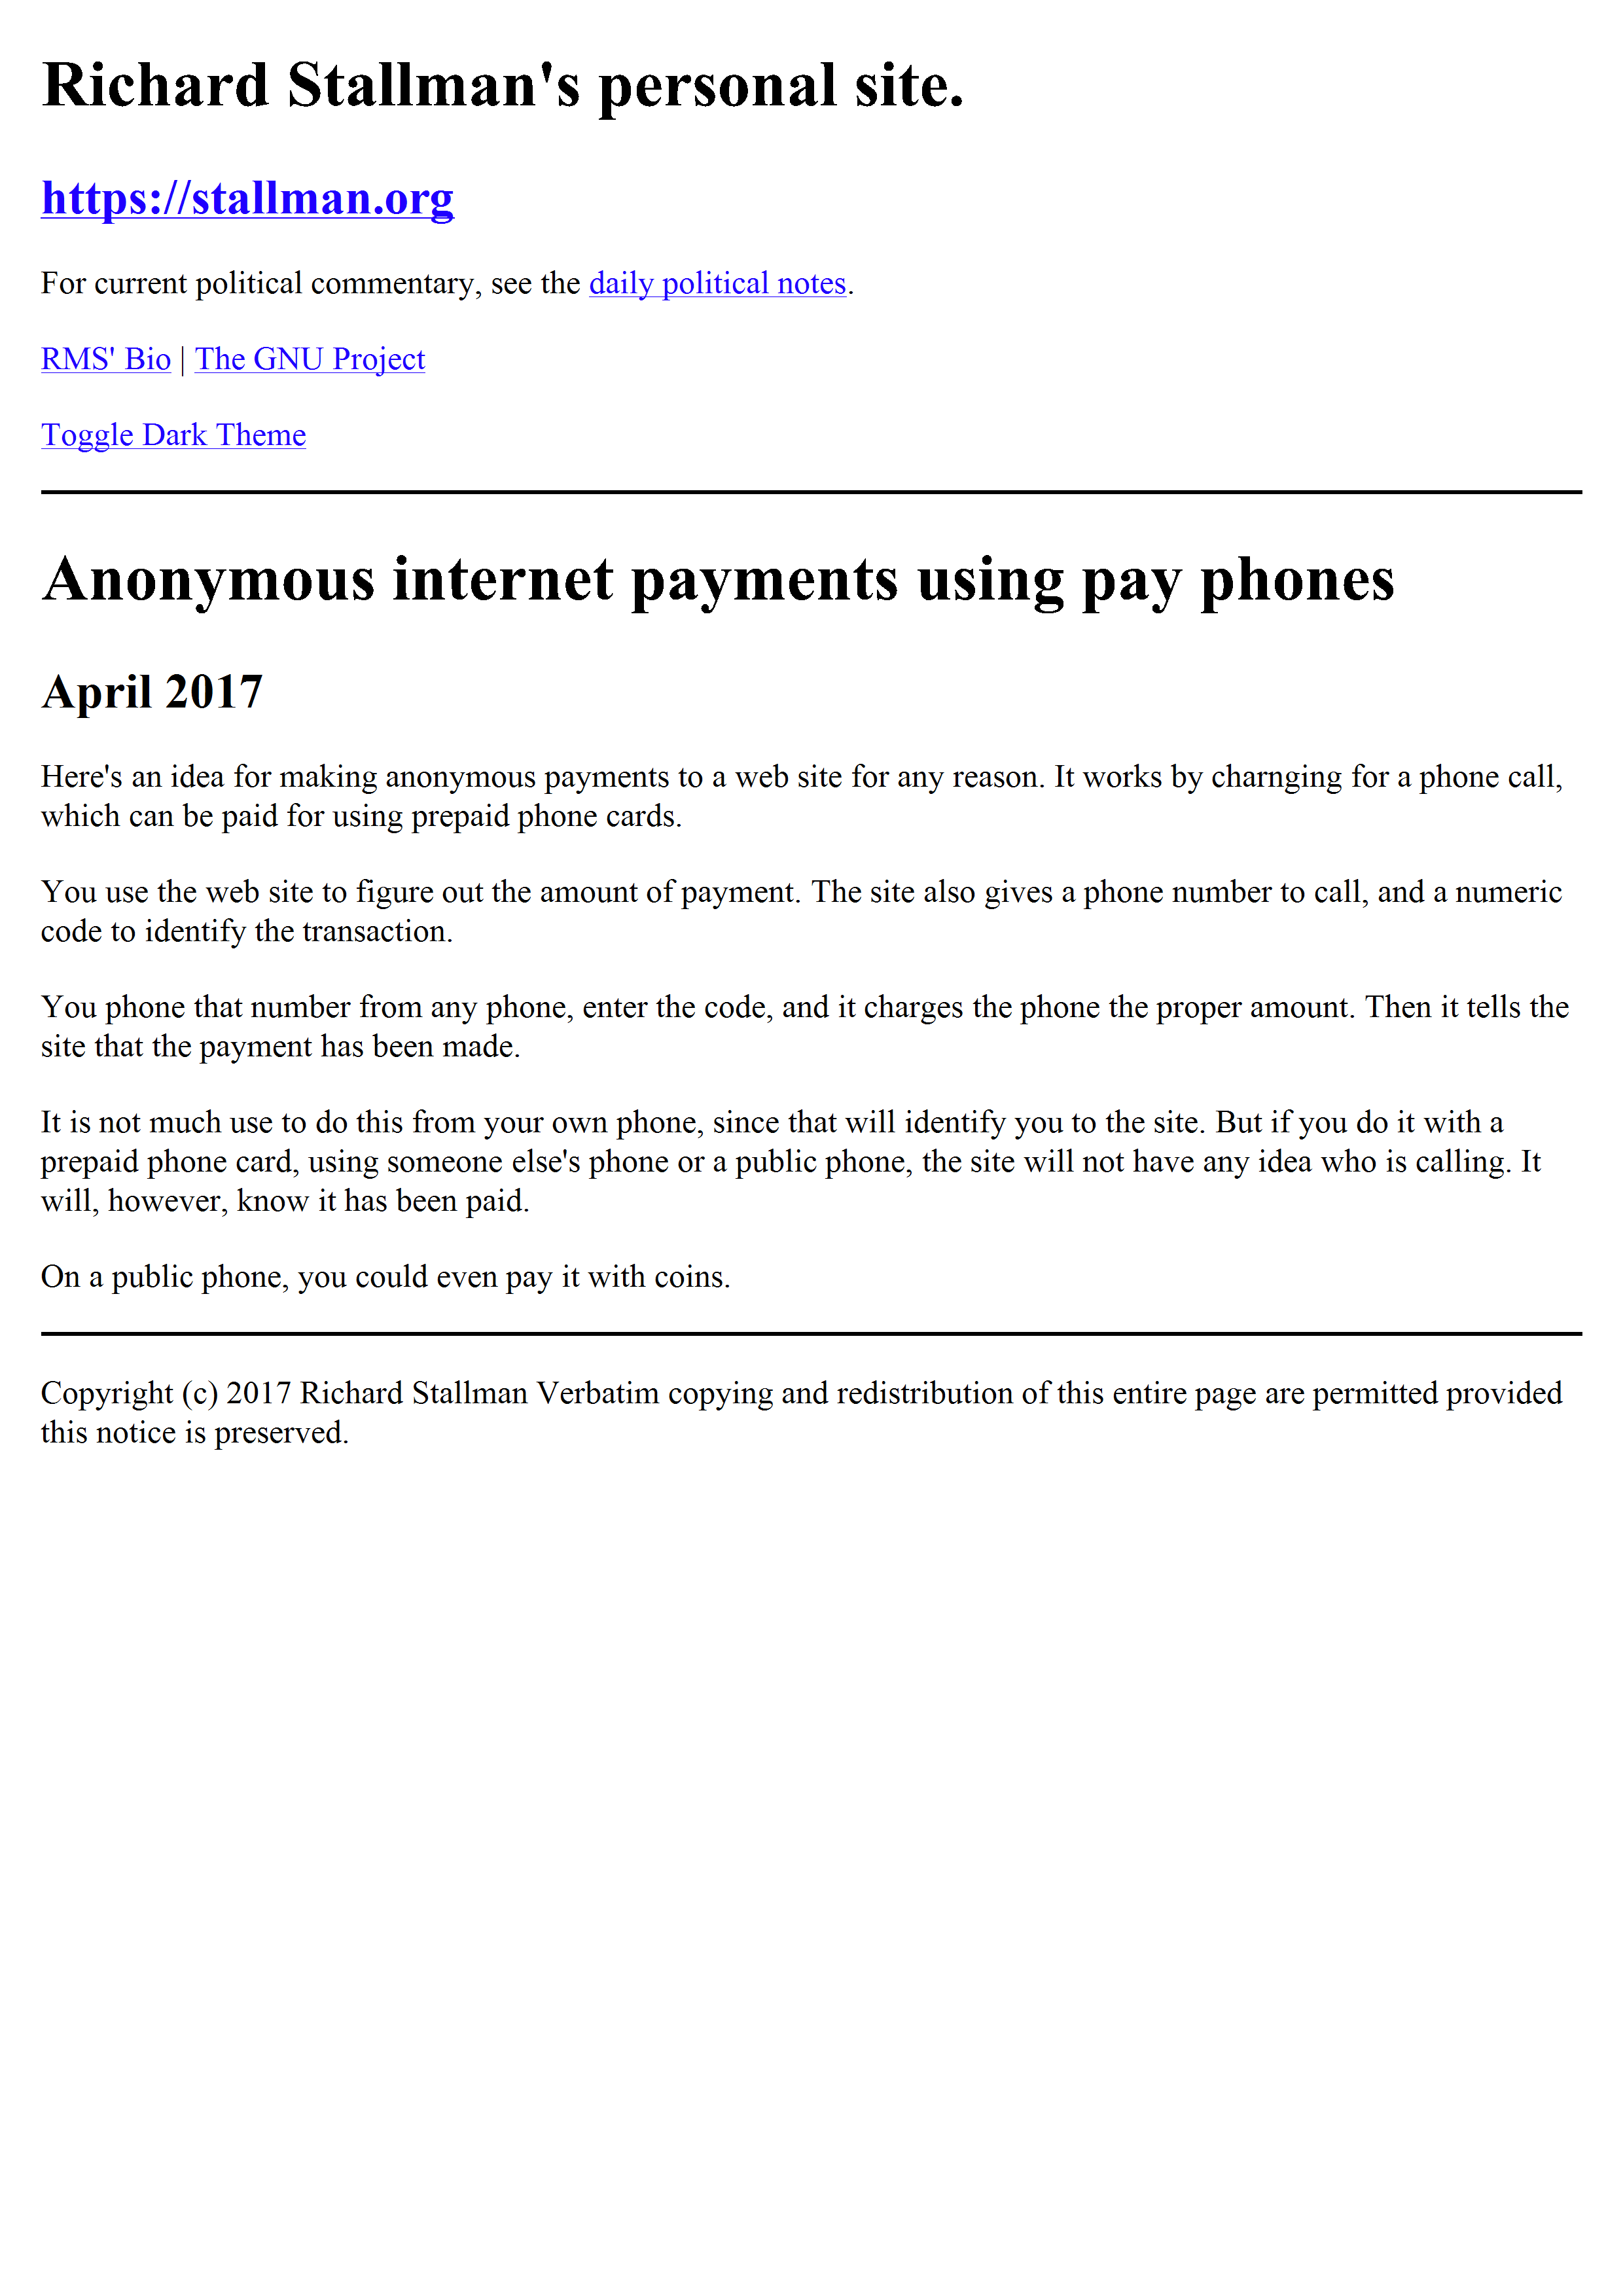 Richard Stallman's personal site.
https://stallman.org
For current political commentary, see the daily political notes.
RMS' Bio | The GNU Project
Toggle Dark Theme
Anonymous internet payments using pay phones
April 2017
Here's an idea for making anonymous payments to a web site for any reason. It works by charnging for a phone call,
which can be paid for using prepaid phone cards.
You use the web site to figure out the amount of payment. The site also gives a phone number to call, and a numeric
code to identify the transaction.
You phone that number from any phone, enter the code, and it charges the phone the proper amount. Then it tells the
site that the payment has been made.
It is not much use to do this from your own phone, since that will identify you to the site. But if you do it with a
prepaid phone card, using someone else's phone or a public phone, the site will not have any idea who is calling. It
will, however, know it has been paid.
On a public phone, you could even pay it with coins.
Copyright (c) 2017 Richard Stallman Verbatim copying and redistribution of this entire page are permitted provided
this notice is preserved.